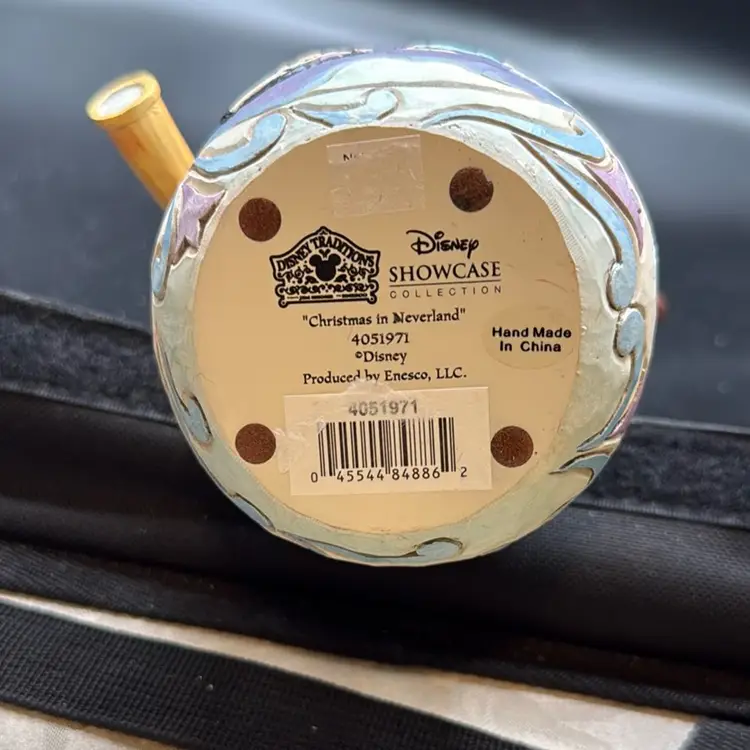 DISNEY TRADITIONS
Disney
SHOWCASE
COLLECTION
"Christmas in Neverland"
4051971
©Disney
Produced by Enesco, LLC.
Hand Made
In China
4051971
0 45544 84886 2